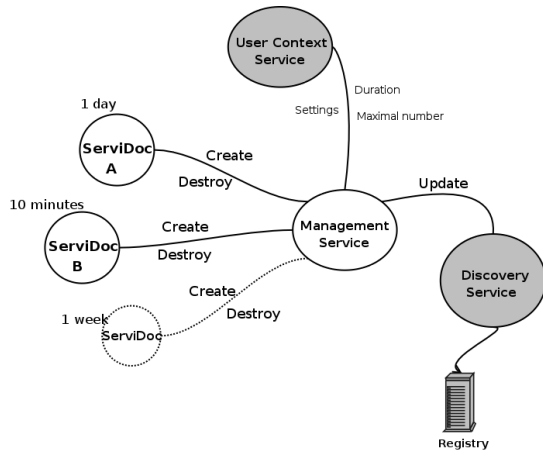 User Context
Service
Duration
Settings
Maximal number
1 day
ServiDoc
A
Create
Destroy
Update
10 minutes
ServiDoc
B
Create
Destroy
Management
Service
Discovery
Service
1 week
ServiDoc
Create
Destroy
Registry